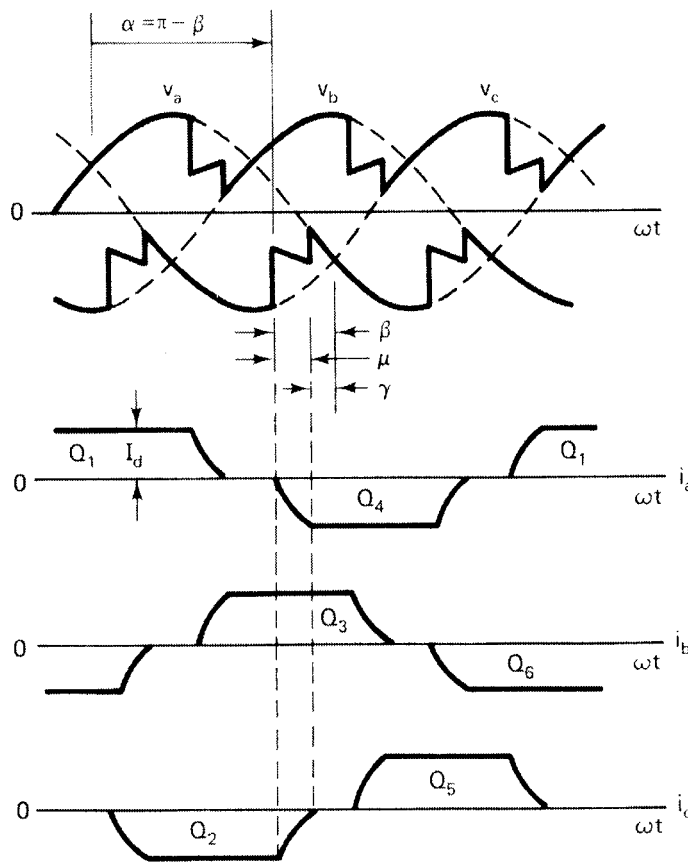 α = π − β
v_a v_b v_c
0 ωt
β
μ
γ
Q_1 I_d Q_4 Q_1
0 i_a
ωt
Q_3 Q_6
0 i_b
ωt
Q_2 Q_5
0 i_c
ωt